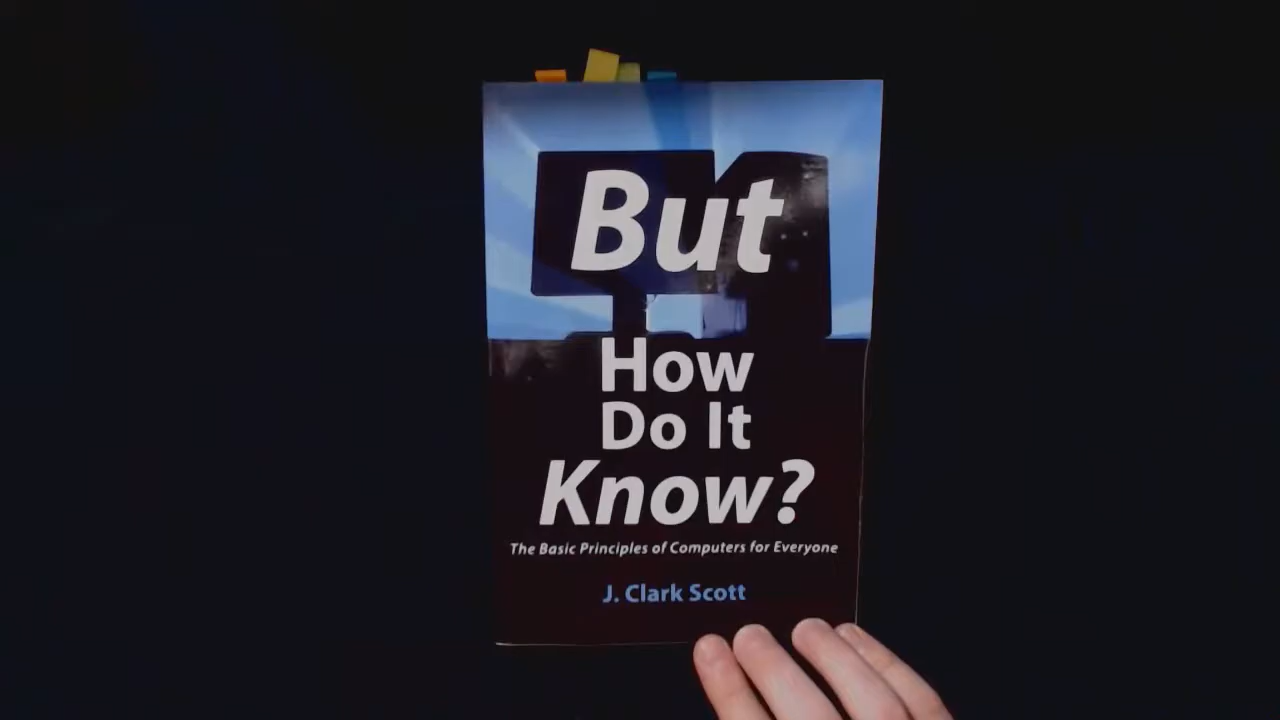 But
How
Do It
Know?
The Basic Principles of Computers for Everyone
J. Clark Scott